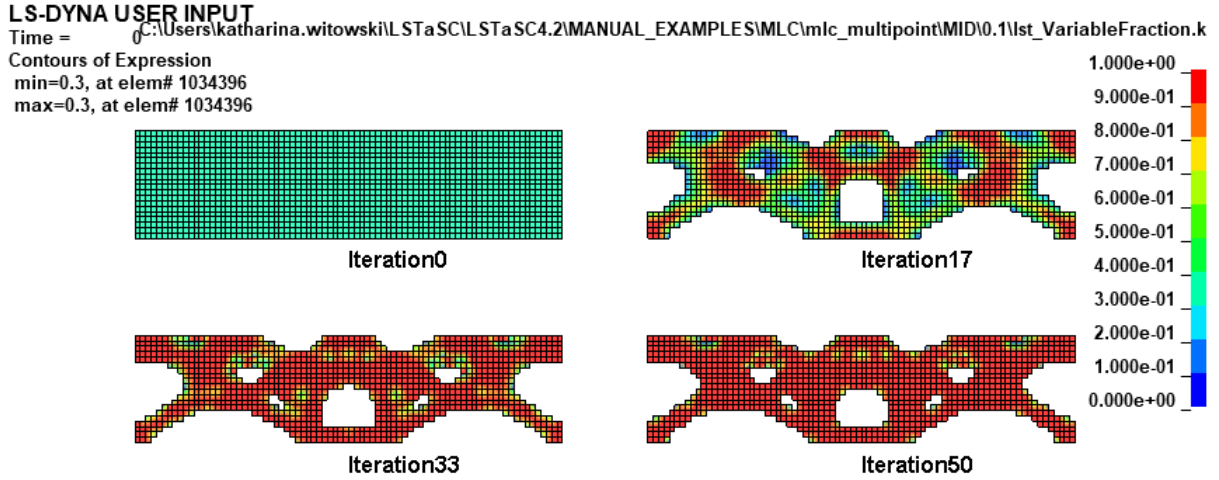 LS-DYNA USER INPUT
Time = 0
C:\Users\katharina.witowski\LSTaSC\LSTaSC4.2\MANUAL_EXAMPLES\MLC\mlc_multipoint\MID\0.1\lst_VariableFraction.k
Contours of Expression
min=0.3, at elem# 1034396
max=0.3, at elem# 1034396
1.000e+00
9.000e-01
8.000e-01
7.000e-01
6.000e-01
5.000e-01
4.000e-01
3.000e-01
2.000e-01
1.000e-01
0.000e+00
Iteration0
Iteration17
Iteration33
Iteration50